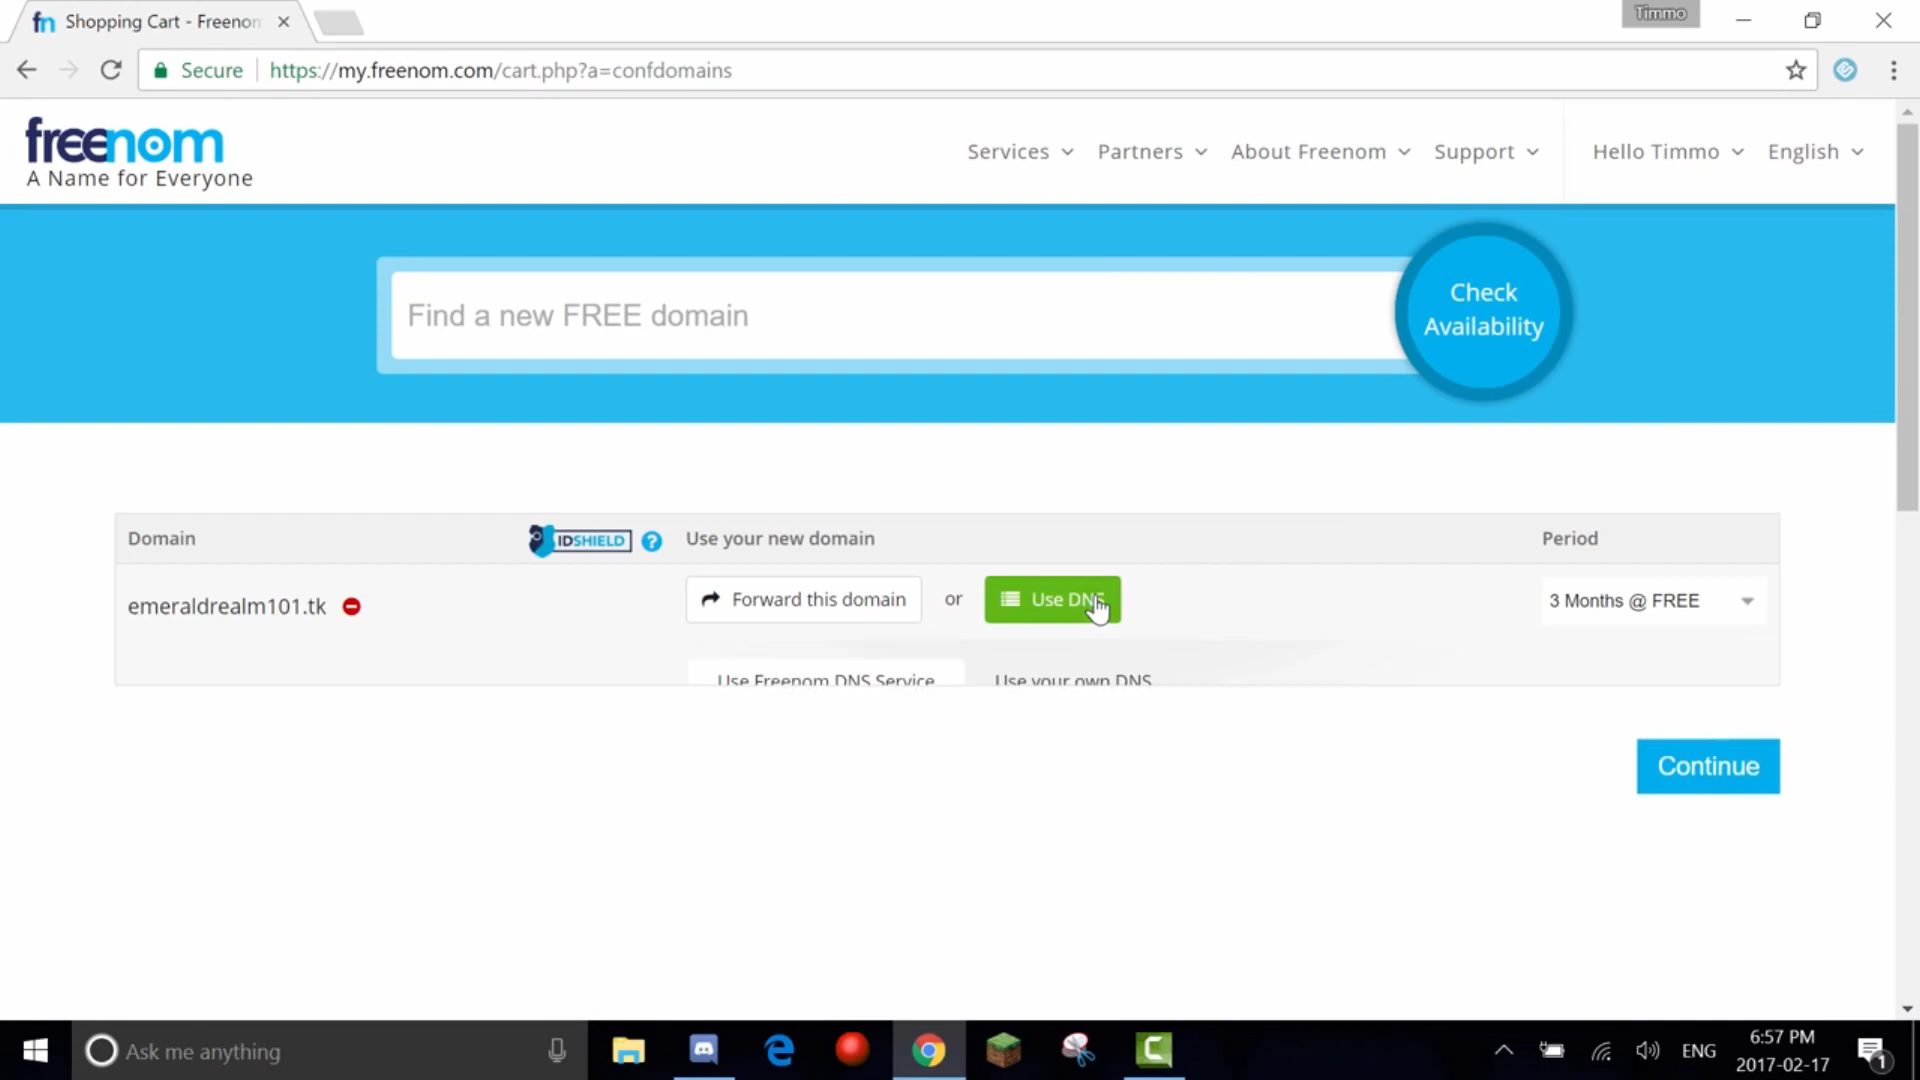 Shopping Cart - Freenom
Timmo
Secure
https://my.freenom.com/cart.php?a=confdomains
freenom
A Name for Everyone
Services
Partners
About Freenom
Support
Hello Timmo
English
Find a new FREE domain
Check
Availability
Domain
IDSHIELD
?
Use your new domain
Period
emeraldrealm101.tk
Forward this domain
or
Use DNS
3 Months @ FREE
Use Freenom DNS Service
Use your own DNS
Continue
Ask me anything
ENG
6:57 PM
2017-02-17
1